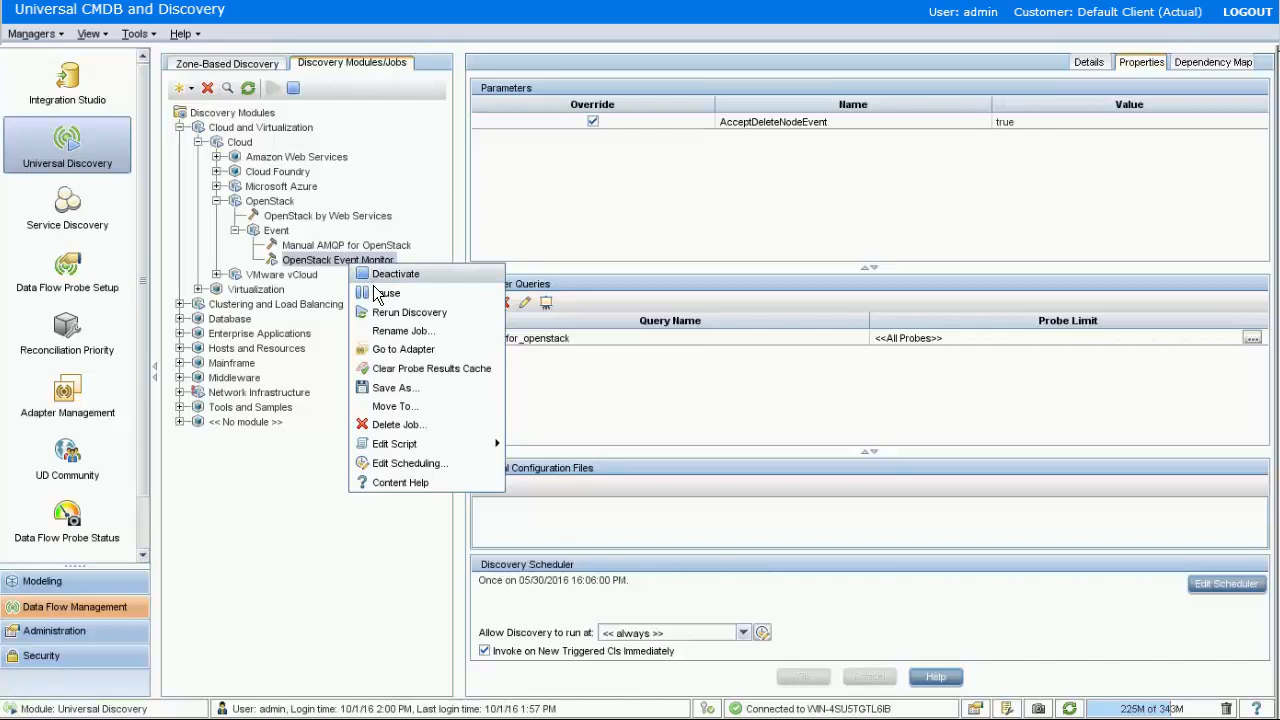 Universal CMDB and Discovery
User: admin Customer: Default Client (Actual) LOGOUT
Managers View Tools Help
Integration Studio
Universal Discovery
Service Discovery
Data Flow Probe Setup
Reconciliation Priority
Adapter Management
UD Community
Data Flow Probe Status
Modeling
Data Flow Management
Administration
Security
Zone-Based Discovery Discovery Modules/Jobs
Discovery Modules
Cloud and Virtualization
Cloud
Amazon Web Services
Cloud Foundry
Microsoft Azure
OpenStack
OpenStack by Web Services
Event
Manual AMQP for OpenStack
OpenStack Event Monitor
VMware vCloud
Virtualization
Clustering and Load Balancing
Database
Enterprise Applications
Hosts and Resources
Mainframe
Middleware
Network Infrastructure
Tools and Samples
<< No module >>
Deactivate
Rerun Discovery
Rename Job...
Go to Adapter
Clear Probe Results Cache
Save As...
Move To...
Delete Job...
Edit Script
Edit Scheduling...
Content Help
Details Properties Dependency Map
Parameters
Override Name Value
AcceptDeleteNodeEvent true
Queries
Query Name Probe Limit
for_openstack <<All Probes>> ...
Configuration Files
Discovery Scheduler
Once on 05/30/2016 16:06:00 PM.
Edit Scheduler
Allow Discovery to run at: << always >>
Invoke on New Triggered CIs Immediately
Help
Module: Universal Discovery User: admin, Login time: 10/1/16 2:00 PM, Last login time: 10/1/16 1:57 PM Connected to WIN-4SU5TGTL6IB 225M of 343M